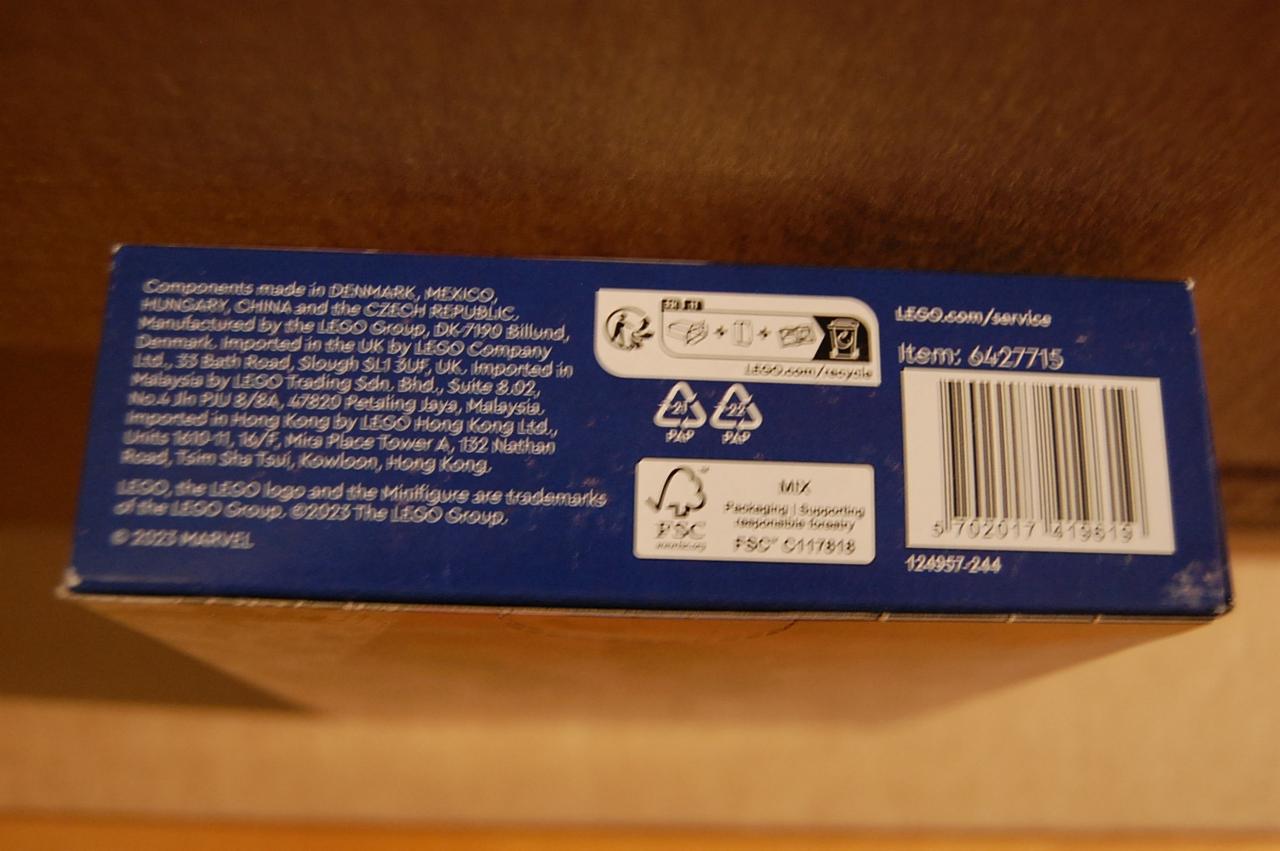 Components made in DENMARK, MEXICO,
HUNGARY, CHINA and the CZECH REPUBLIC.
Manufactured by the LEGO Group, DK-7190 Billund,
Denmark. Imported in the UK by LEGO Company
Ltd., 33 Bath Road, Slough SL1 3UF, UK. Imported in
Malaysia by LEGO Trading Sdn. Bhd., Suite 8.02,
No.4 Jln PJU 8/8A, 47820 Petaling Jaya, Malaysia.
Imported in Hong Kong by LEGO Hong Kong Ltd.,
Units 1610-11, 16/F, Mira Place Tower A, 132 Nathan
Road, Tsim Sha Tsui, Kowloon, Hong Kong.
LEGO, the LEGO logo and the Minifigure are trademarks
of the LEGO Group. ©2023 The LEGO Group.
© 2023 MARVEL
FR
+ +
LEGO.com/recycle
21 PAP
22 PAP
FSC
MIX
Packaging | Supporting
responsible forestry
FSC™ C117818
LEGO.com/service
Item: 6427715
5 702017 419619
124957-244